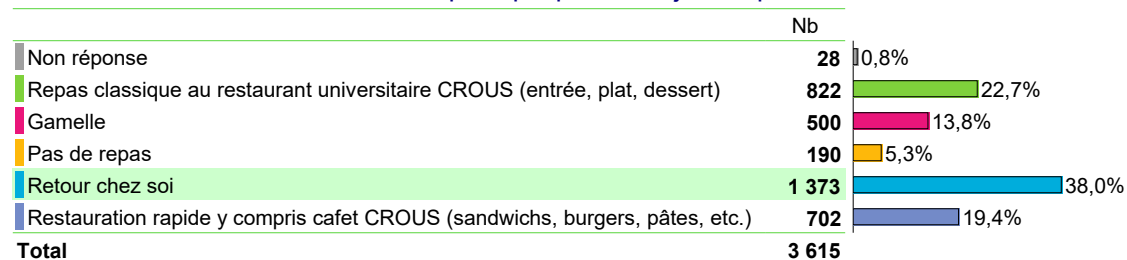 Nb
Non réponse 28 0,8%
Repas classique au restaurant universitaire CROUS (entrée, plat, dessert) 822 22,7%
Gamelle 500 13,8%
Pas de repas 190 5,3%
Retour chez soi 1 373 38,0%
Restauration rapide y compris cafet CROUS (sandwichs, burgers, pâtes, etc.) 702 19,4%
Total 3 615